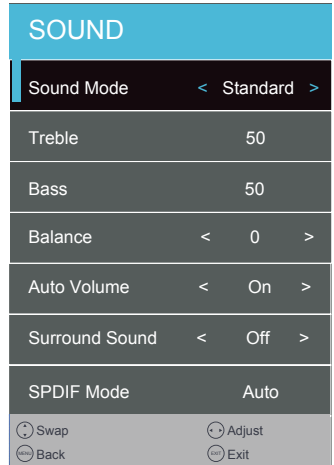 SOUND
Sound Mode < Standard >
Treble 50
Bass 50
Balance < 0 >
Auto Volume < On >
Surround Sound < Off >
SPDIF Mode Auto
Swap Adjust
MENU Back EXIT Exit